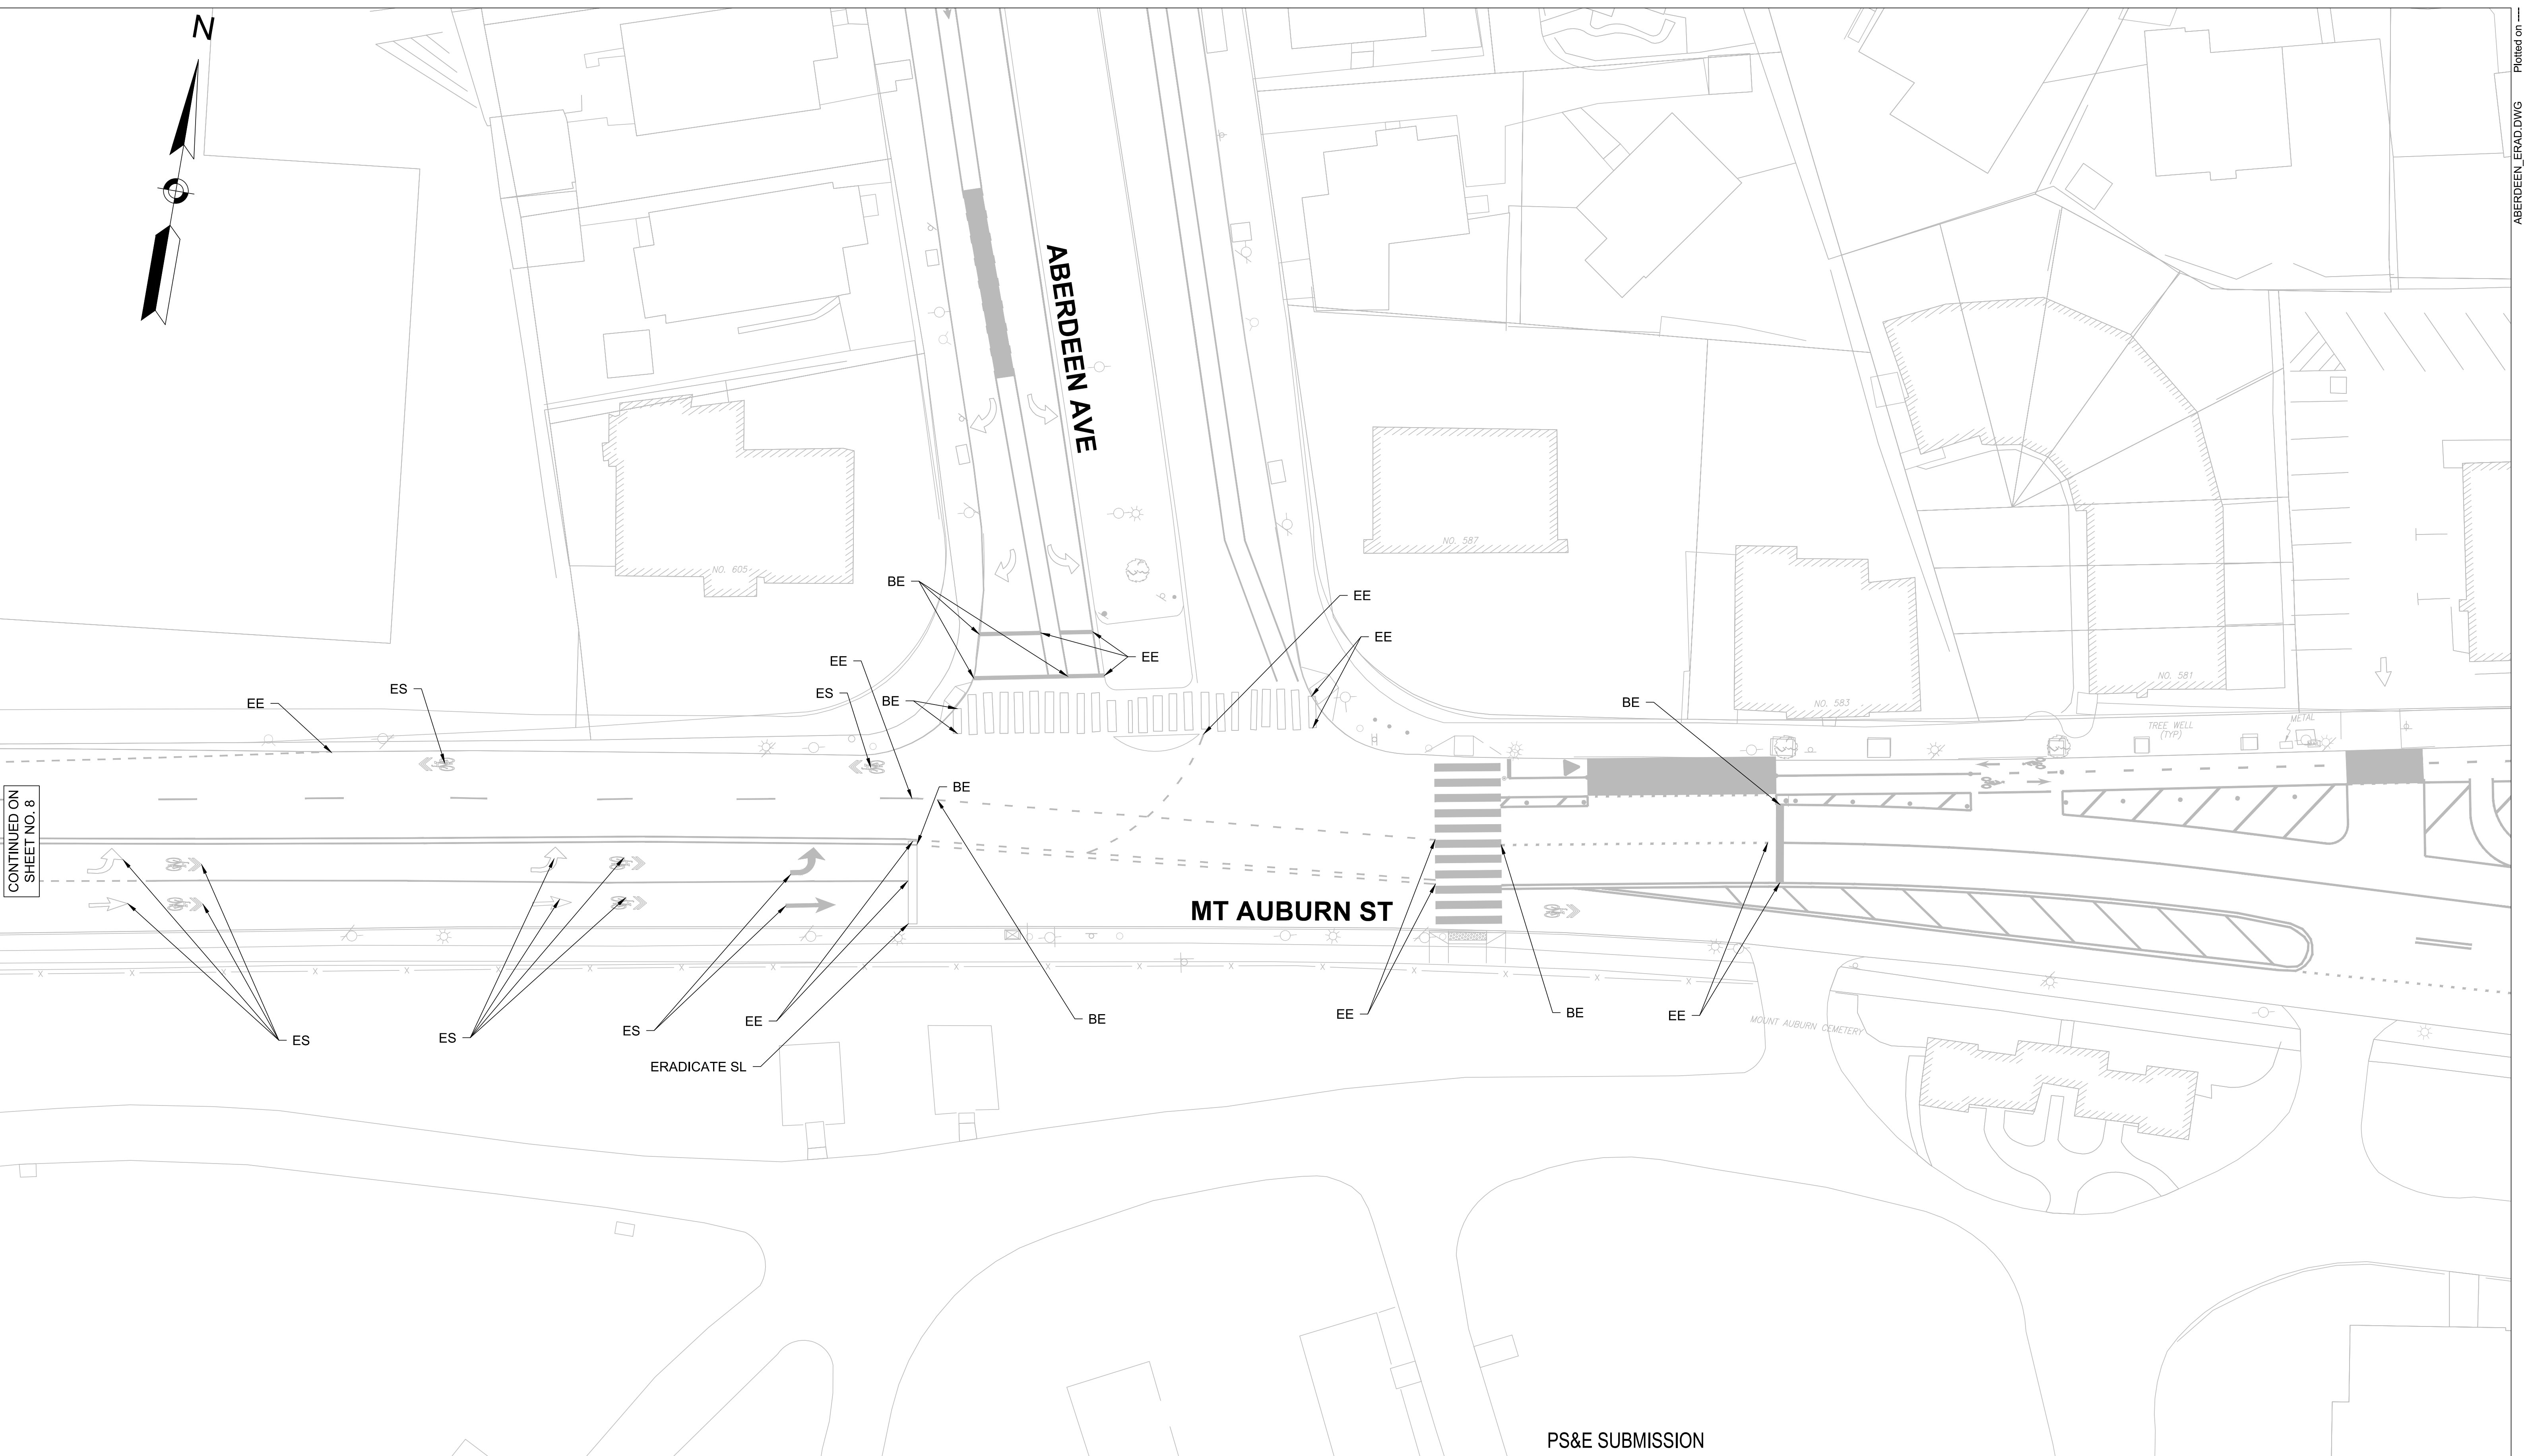 N
Plotted on ----
ABERDEEN_ERAD.DWG
ABERDEEN AVE
NO. 587
NO. 605
BE
EE
EE
EE
EE
ES
ES
BE
EE
NO. 581
NO. 583
BE
TREE WELL
(TYP)
METAL
CONTINUED ON
SHEET NO. 8
BE
MT AUBURN ST
EE
BE
EE
BE
EE
ES
ES
ES
MOUNT AUBURN CEMETERY
ERADICATE SL
PS&E SUBMISSION